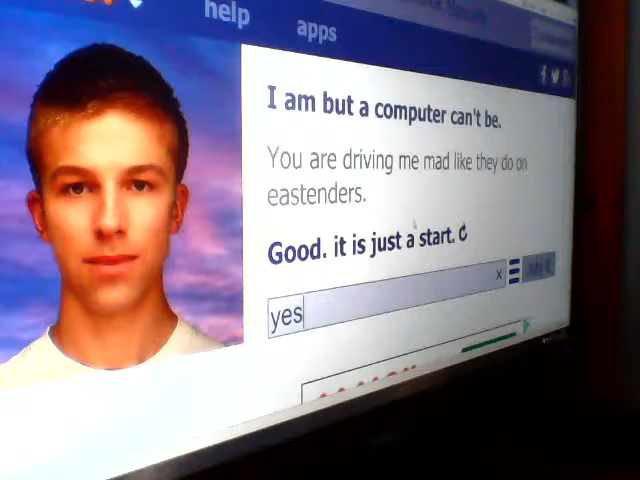 help
apps
I am but a computer can't be.
You are driving me mad like they do on
eastenders.
Good. it is just a start.
x
yes